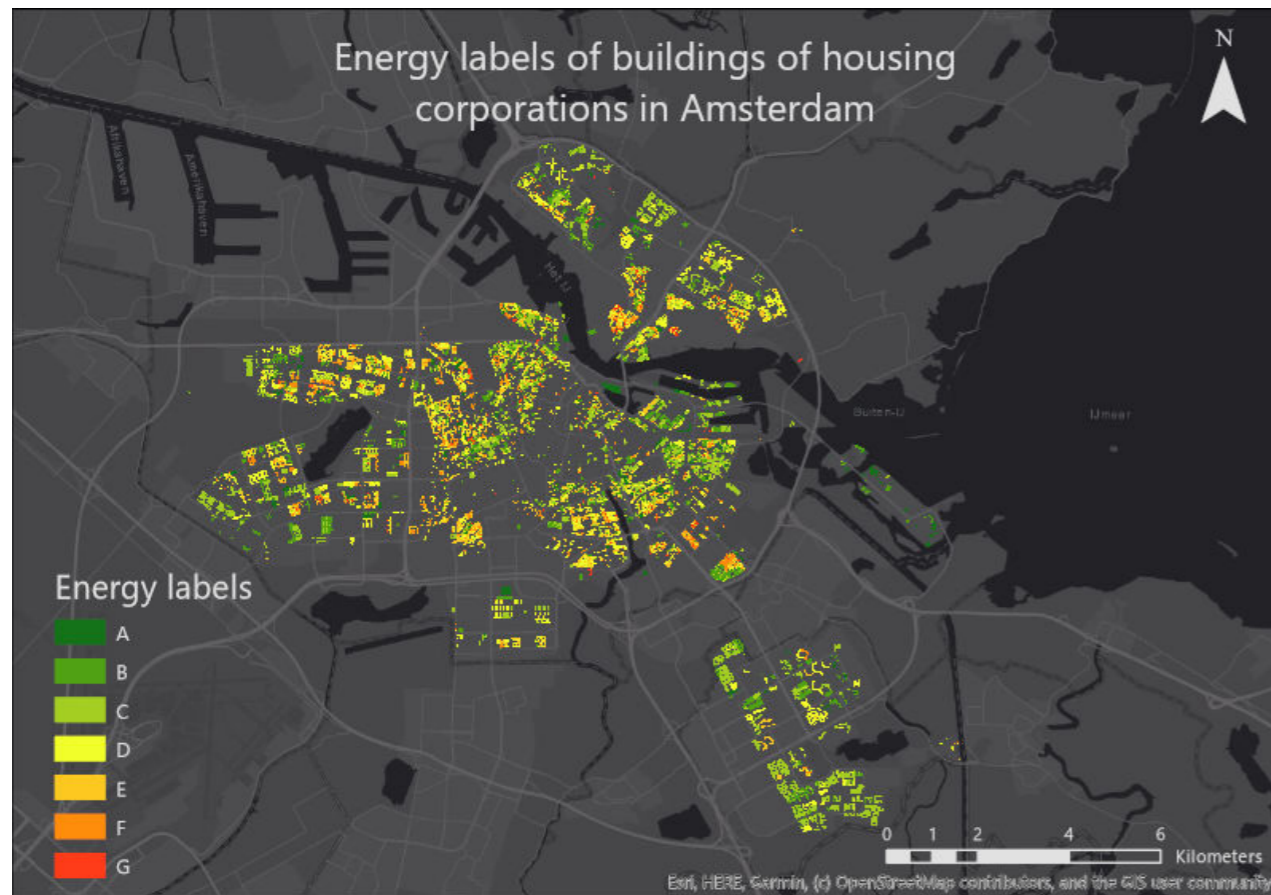 Energy labels of buildings of housing
corporations in Amsterdam
N
Afrikahaven
Amerikahaven
Het IJ
Buiten-IJ
IJmeer
Energy labels
A
B
C
D
E
F
G
0 1 2 4 6
Kilometers
Esri, HERE, Garmin, (c) OpenStreetMap contributors, and the GIS user community